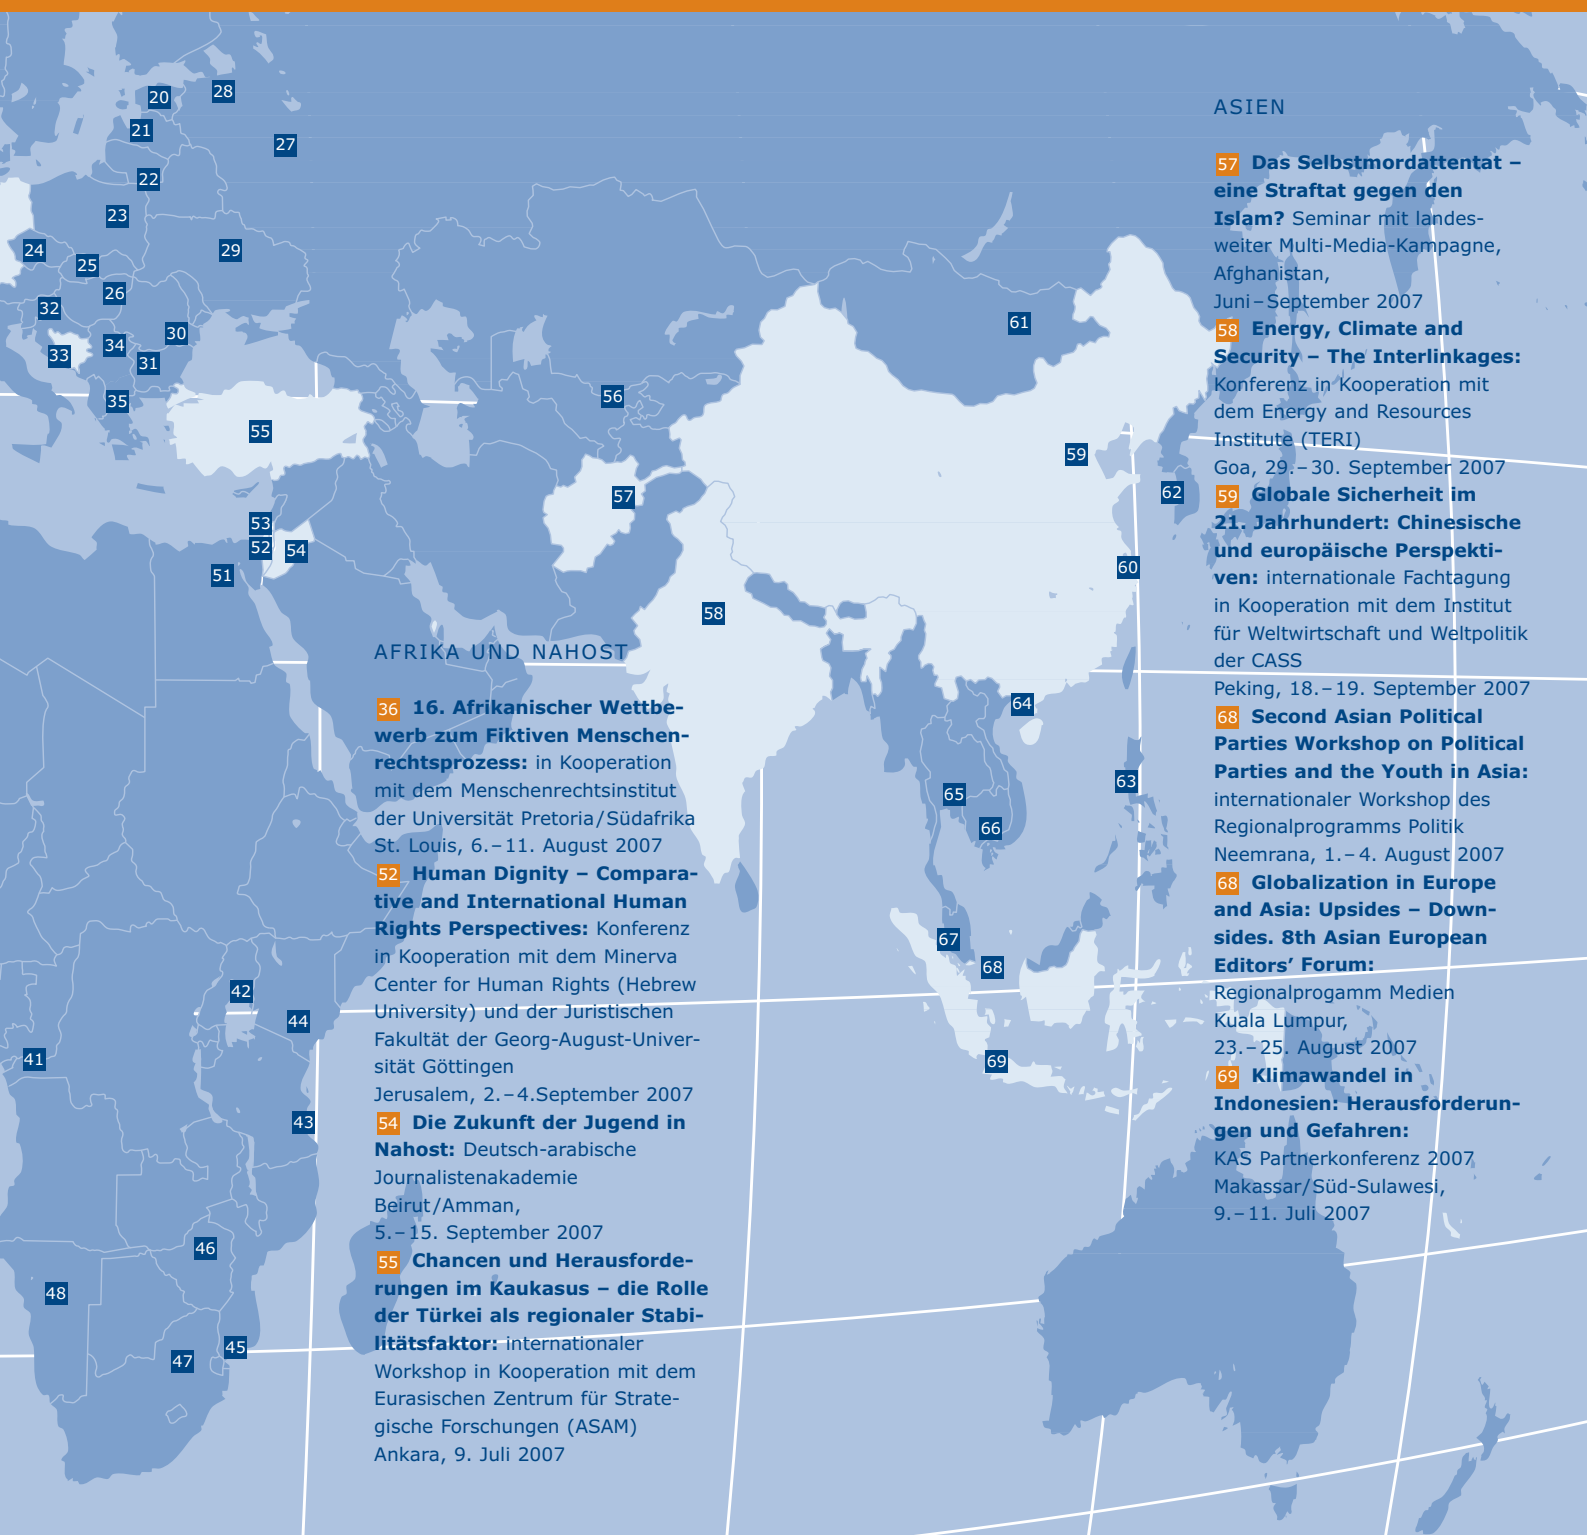 20
28
21
27
22
23
24
29
25
26
32
30
34
33
31
35
55
56
61
59
57
62
53
52
54
51
60
58
64
63
65
66
67
68
69
42
44
41
43
46
48
45
47
AFRIKA UND NAHOST
36 16. Afrikanischer Wettbe-
werb zum Fiktiven Menschen-
rechtsprozess: in Kooperation
mit dem Menschenrechtsinstitut
der Universität Pretoria/Südafrika
St. Louis, 6.–11. August 2007
52 Human Dignity – Compara-
tive and International Human
Rights Perspectives: Konferenz
in Kooperation mit dem Minerva
Center for Human Rights (Hebrew
University) und der Juristischen
Fakultät der Georg-August-Univer-
sität Göttingen
Jerusalem, 2.–4.September 2007
54 Die Zukunft der Jugend in
Nahost: Deutsch-arabische
Journalistenakademie
Beirut/Amman,
5.–15. September 2007
55 Chancen und Herausforde-
rungen im Kaukasus – die Rolle
der Türkei als regionaler Stabi-
litätsfaktor: internationaler
Workshop in Kooperation mit dem
Eurasischen Zentrum für Strate-
gische Forschungen (ASAM)
Ankara, 9. Juli 2007
ASIEN
57 Das Selbstmordattentat –
eine Straftat gegen den
Islam? Seminar mit landes-
weiter Multi-Media-Kampagne,
Afghanistan,
Juni–September 2007
58 Energy, Climate and
Security – The Interlinkages:
Konferenz in Kooperation mit
dem Energy and Resources
Institute (TERI)
Goa, 29.–30. September 2007
59 Globale Sicherheit im
21. Jahrhundert: Chinesische
und europäische Perspekti-
ven: internationale Fachtagung
in Kooperation mit dem Institut
für Weltwirtschaft und Weltpolitik
der CASS
Peking, 18.–19. September 2007
68 Second Asian Political
Parties Workshop on Political
Parties and the Youth in Asia:
internationaler Workshop des
Regionalprogramms Politik
Neemrana, 1.–4. August 2007
68 Globalization in Europe
and Asia: Upsides – Down-
sides. 8th Asian European
Editors’ Forum:
Regionalprogamm Medien
Kuala Lumpur,
23.–25. August 2007
69 Klimawandel in
Indonesien: Herausforderun-
gen und Gefahren:
KAS Partnerkonferenz 2007
Makassar/Süd-Sulawesi,
9.–11. Juli 2007